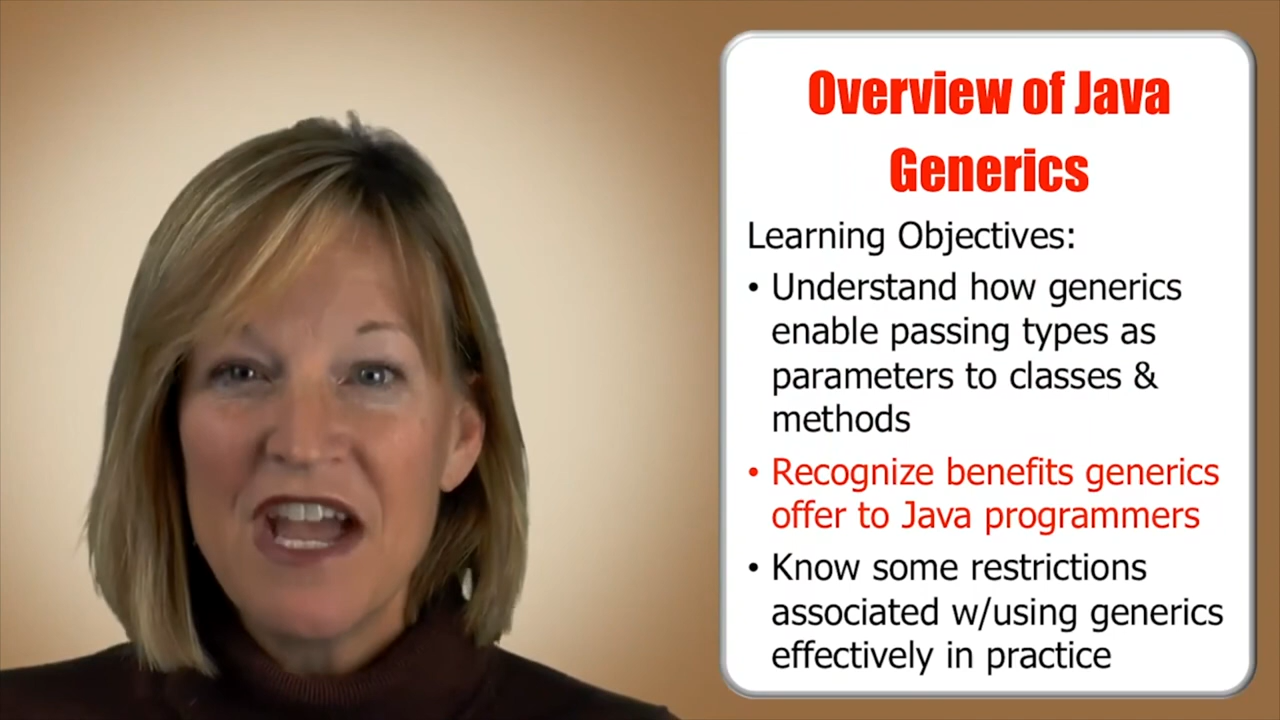 Overview of Java
Generics
Learning Objectives:
• Understand how generics
enable passing types as
parameters to classes &
methods
• Recognize benefits generics
offer to Java programmers
• Know some restrictions
associated w/using generics
effectively in practice